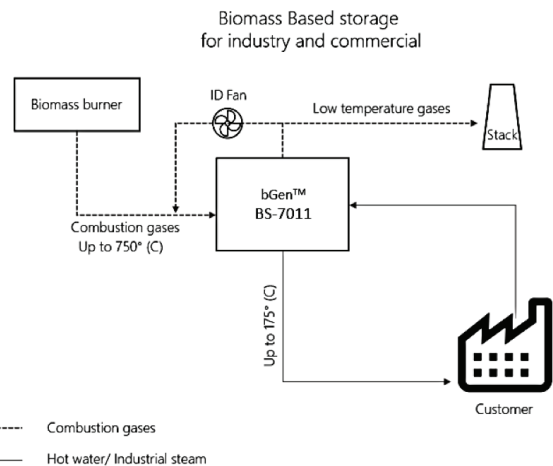 Biomass Based storage
for industry and commercial
Biomass burner
ID Fan
Low temperature gases
Stack
bGen™
BS-7011
Combustion gases
Up to 750° (C)
Up to 175° (C)
Customer
Combustion gases
Hot water/ Industrial steam